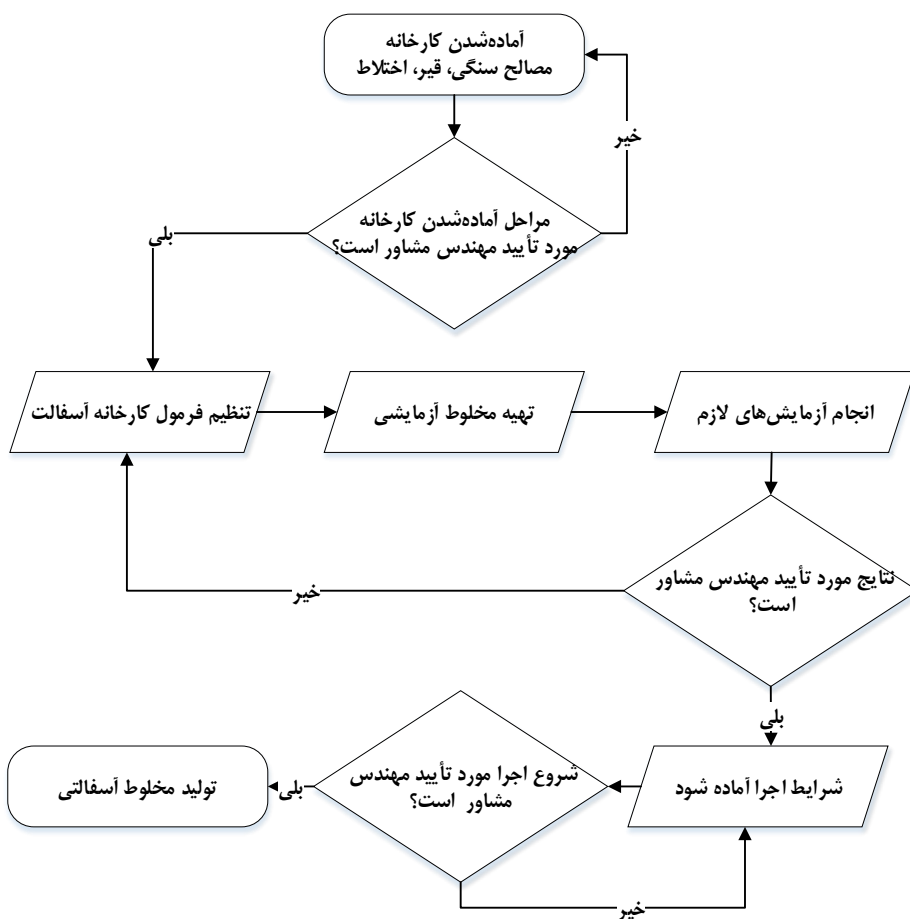 آماده‌شدن کارخانه
مصالح سنگی، قیر، اختلاط
خیر
مراحل آماده‌شدن کارخانه
مورد تأیید مهندس مشاور است؟
بلی
تنظیم فرمول کارخانه آسفالت
تهیه مخلوط آزمایشی
انجام آزمایش‌های لازم
نتایج مورد تأیید مهندس مشاور
است؟
خیر
بلی
شرایط اجرا آماده شود
شروع اجرا مورد تأیید مهندس
مشاور است؟
بلی
تولید مخلوط آسفالتی
خیر